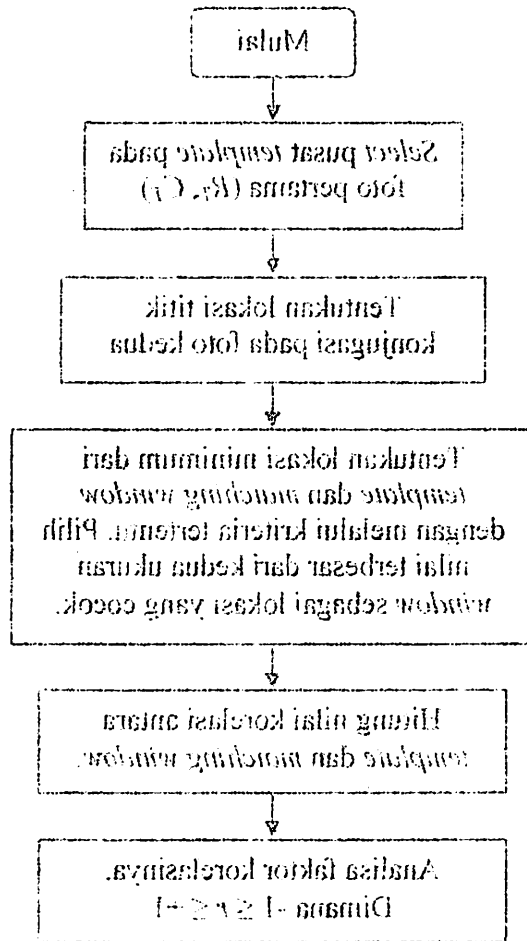 Mulai
Select pusat template pada
foto pertama (R₁, C₁)
Tentukan lokasi titik
konjugasi pada foto kedua
Tentukan lokasi minimum dari
template dan matching window
dengan melalui kriteria tertentu. Pilih
nilai terbesar dari kedua ukuran
window sebagai lokasi yang cocok.
Hitung nilai korelasi antara
template dan matching window.
Analisa faktor korelasinya.
Dimana -1 ≤ r ≤ +1